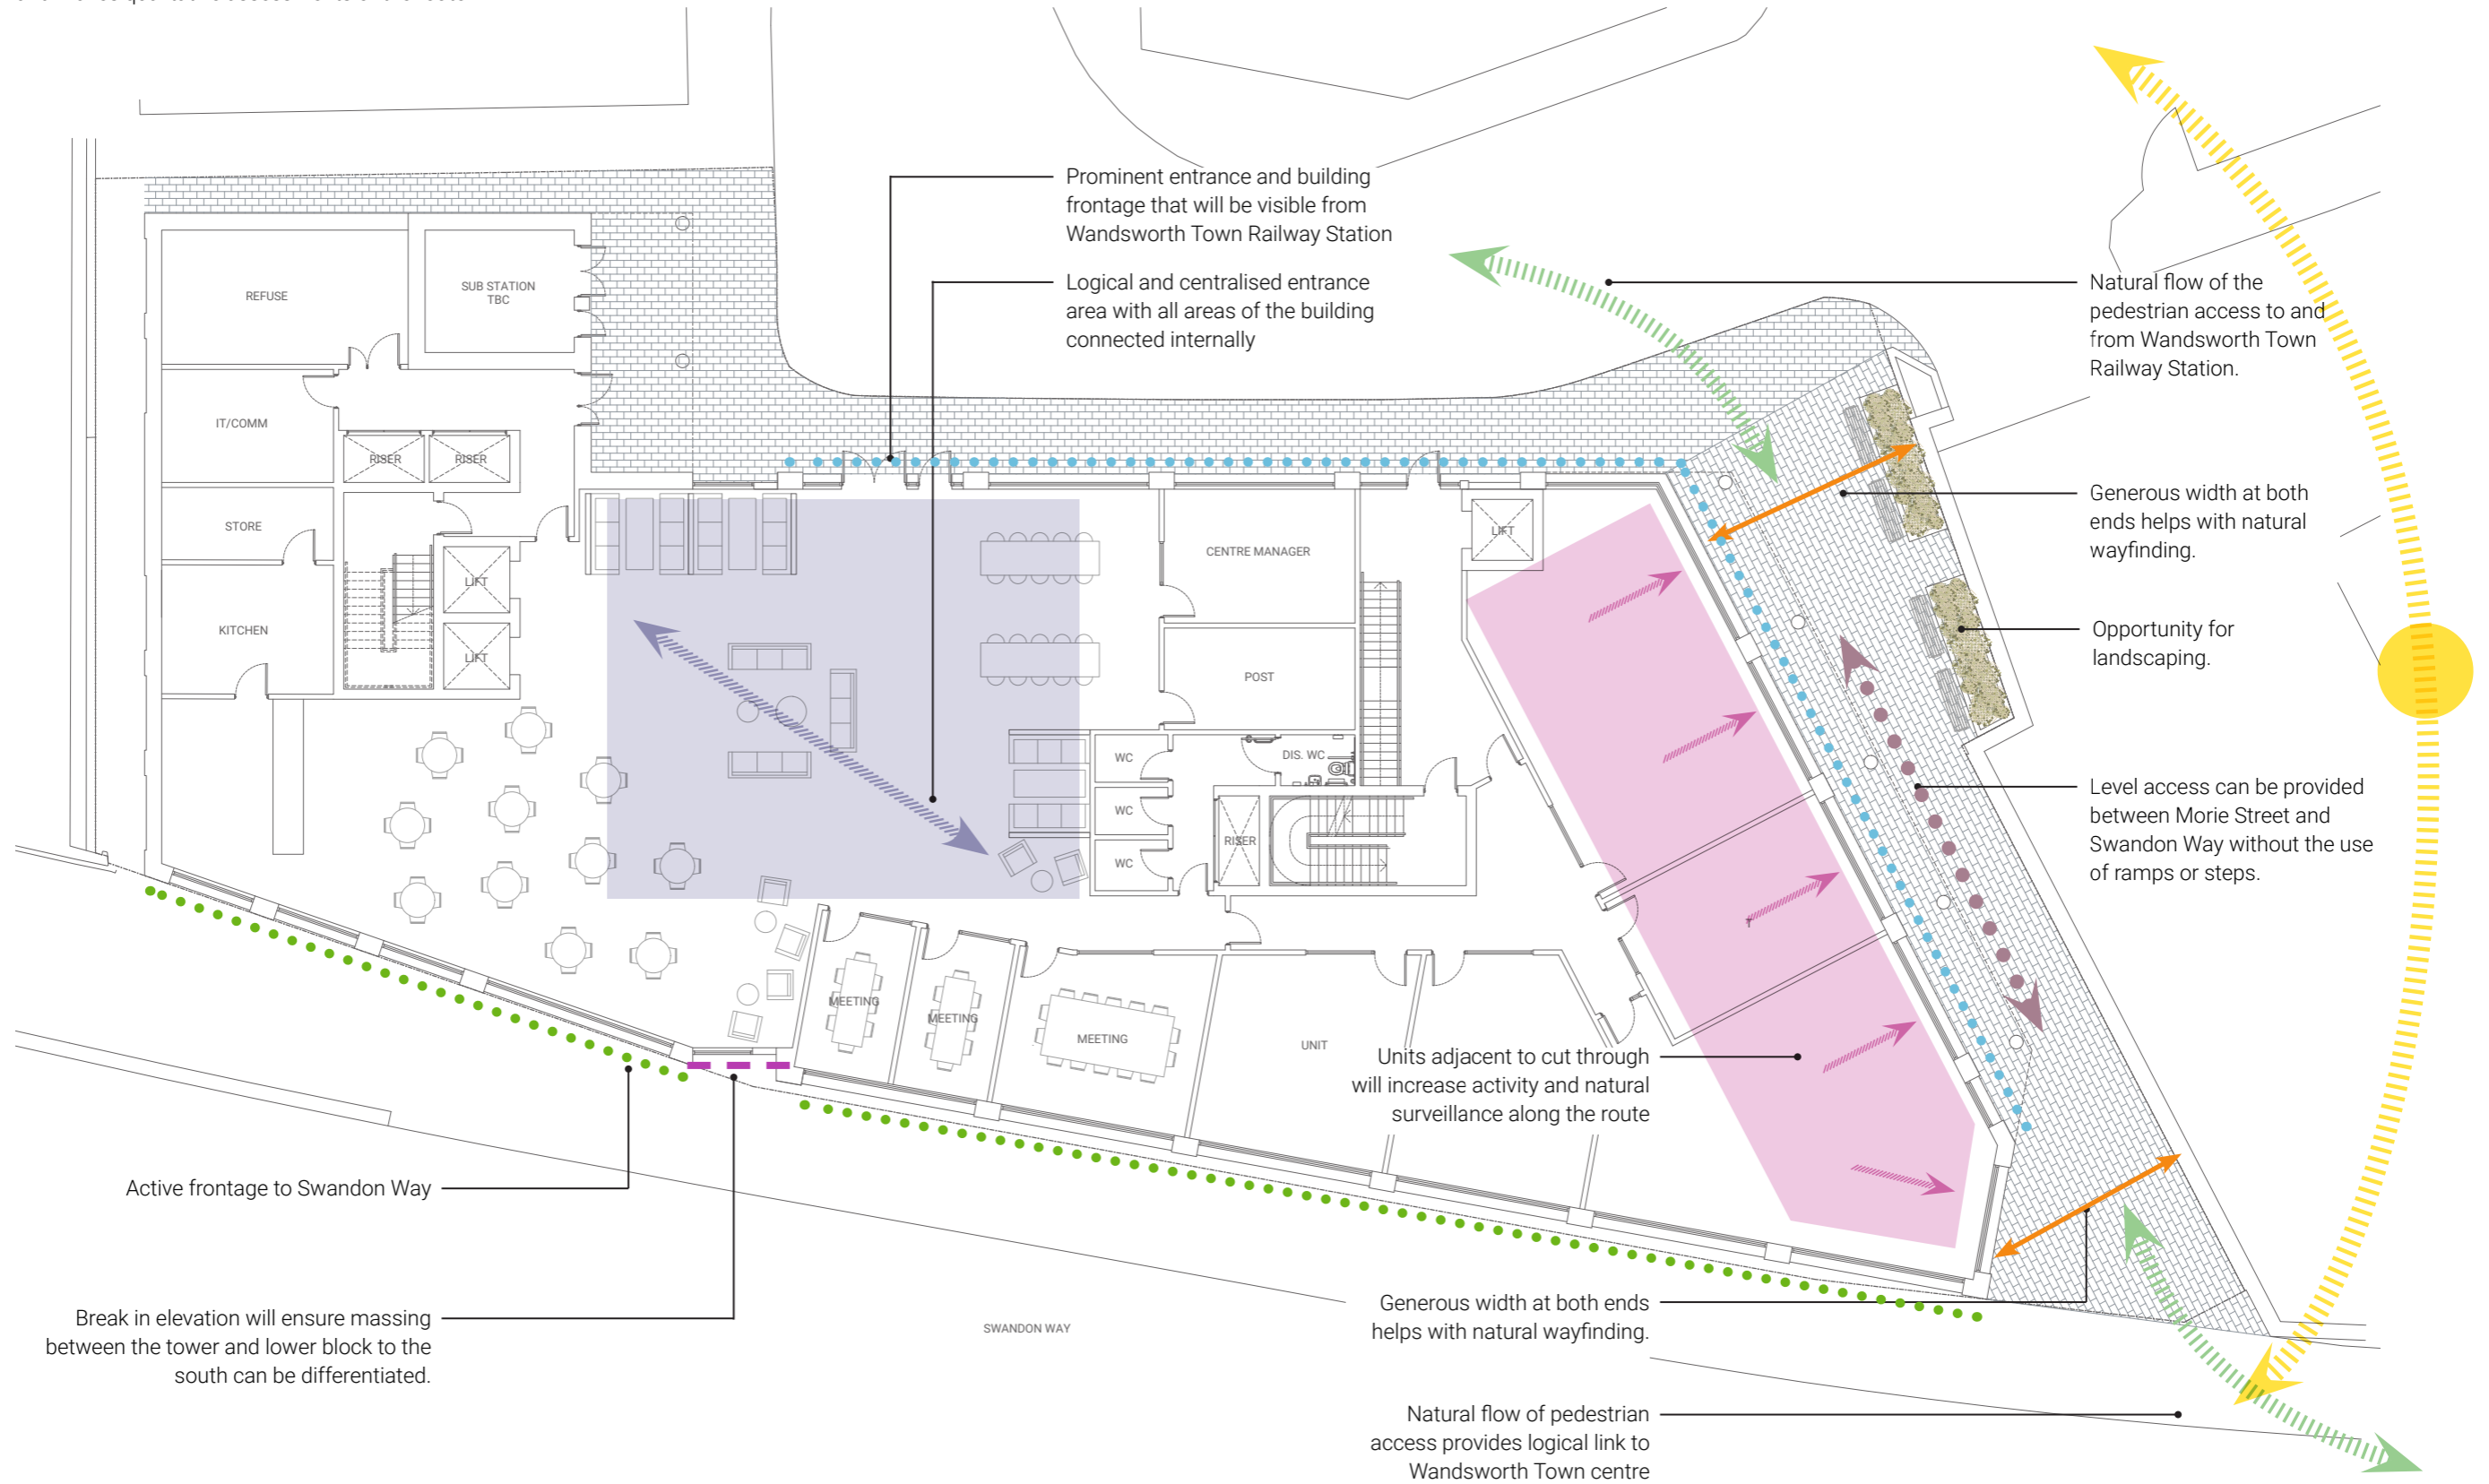 Prominent entrance and building
frontage that will be visible from
Wandsworth Town Railway Station
Logical and centralised entrance
area with all areas of the building
connected internally
Natural flow of the
pedestrian access to and
from Wandsworth Town
Railway Station.
Generous width at both
ends helps with natural
wayfinding.
Opportunity for
landscaping.
Level access can be provided
between Morie Street and
Swandon Way without the use
of ramps or steps.
REFUSE
SUB STATION
TBC
IT/COMM
RISER
RISER
STORE
LIFT
KITCHEN
LIFT
CENTRE MANAGER
LIFT
POST
WC
DIS. WC
WC
RISER
WC
MEETING
MEETING
MEETING
UNIT
Units adjacent to cut through
will increase activity and natural
surveillance along the route
Active frontage to Swandon Way
Break in elevation will ensure massing
between the tower and lower block to the
south can be differentiated.
SWANDON WAY
Generous width at both ends
helps with natural wayfinding.
Natural flow of pedestrian
access provides logical link to
Wandsworth Town centre